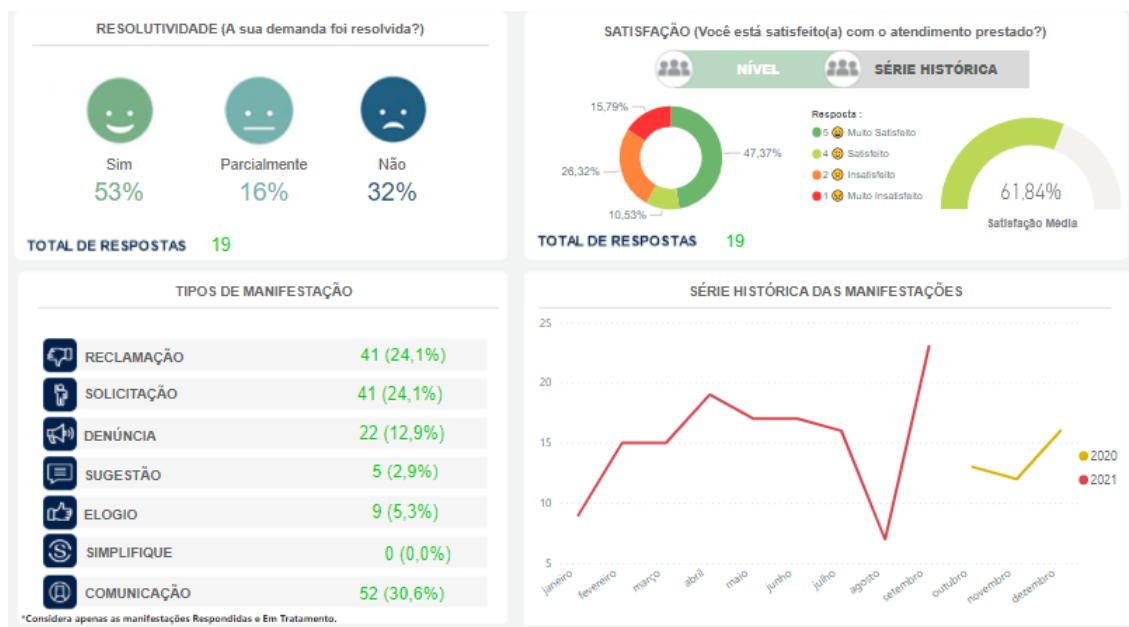 RESOLUTIVIDADE (A sua demanda foi resolvida?)
Sim
Parcialmente
Não
53%
16%
32%
TOTAL DE RESPOSTAS 19
SATISFAÇÃO (Você está satisfeito(a) com o atendimento prestado?)
NÍVEL
SÉRIE HISTÓRICA
15,79%
47,37%
26,32%
10,53%
Resposta :
5 Muito Satisfeito
4 Satisfeito
2 Insatisfeito
1 Muito Insatisfeito
61,84%
Satisfação Média
TOTAL DE RESPOSTAS 19
TIPOS DE MANIFESTAÇÃO
RECLAMAÇÃO 41 (24,1%)
SOLICITAÇÃO 41 (24,1%)
DENÚNCIA 22 (12,9%)
SUGESTÃO 5 (2,9%)
ELOGIO 9 (5,3%)
SIMPLIFIQUE 0 (0,0%)
COMUNICAÇÃO 52 (30,6%)
*Considera apenas as manifestações Respondidas e Em Tratamento.
SÉRIE HISTÓRICA DAS MANIFESTAÇÕES
25
20
15
10
5
janeiro
fevereiro
março
abril
maio
junho
julho
agosto
setembro
outubro
novembro
dezembro
2020
2021